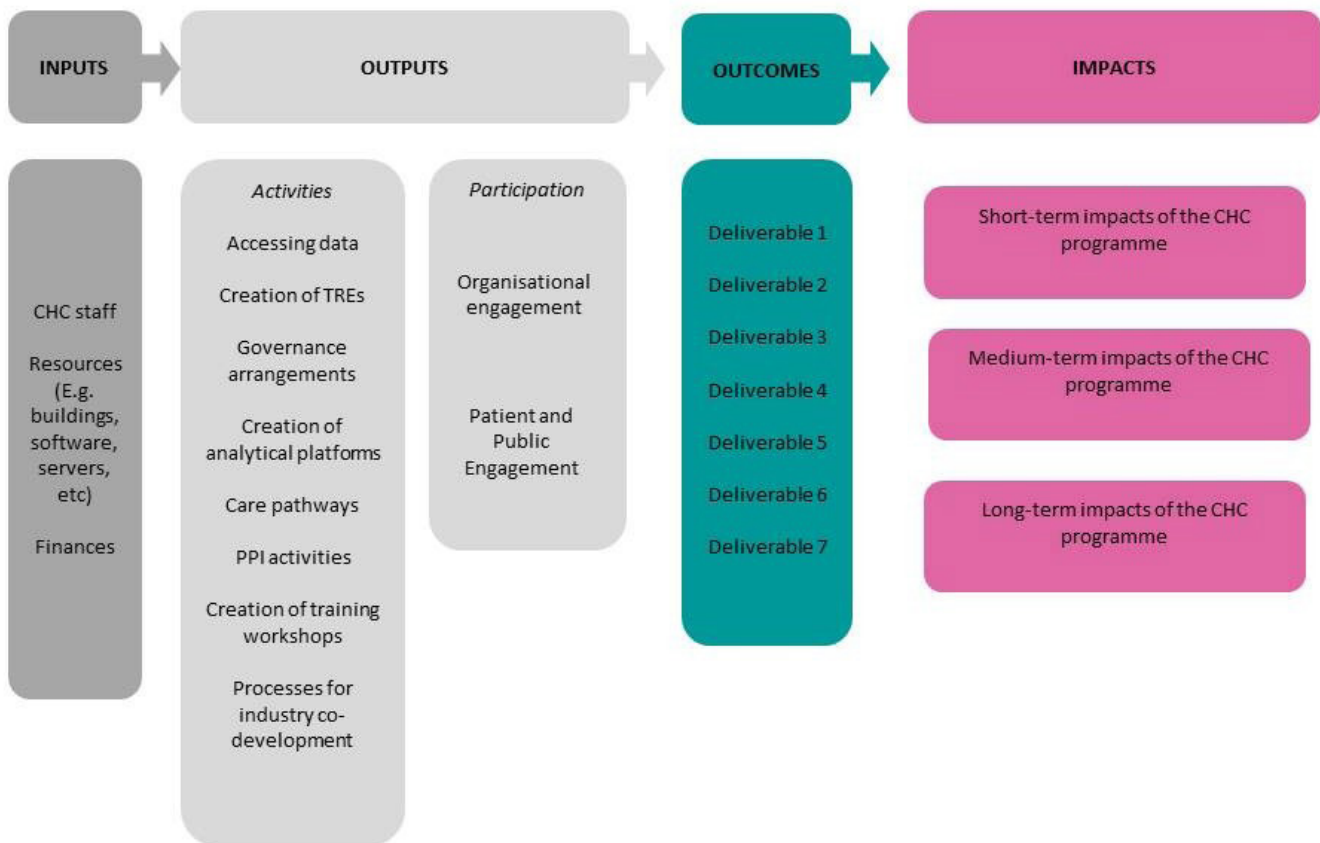 INPUTS
OUTPUTS
OUTCOMES
IMPACTS
CHC staff
Resources
(E.g.
buildings,
software,
servers,
etc)
Finances
Activities
Accessing data
Creation of TREs
Governance
arrangements
Creation of
analytical platforms
Care pathways
PPI activities
Creation of training
workshops
Processes for
industry co-
development
Participation
Organisational
engagement
Patient and
Public
Engagement
Deliverable 1
Deliverable 2
Deliverable 3
Deliverable 4
Deliverable 5
Deliverable 6
Deliverable 7
Short-term impacts of the CHC
programme
Medium-term impacts of the CHC
programme
Long-term impacts of the CHC
programme